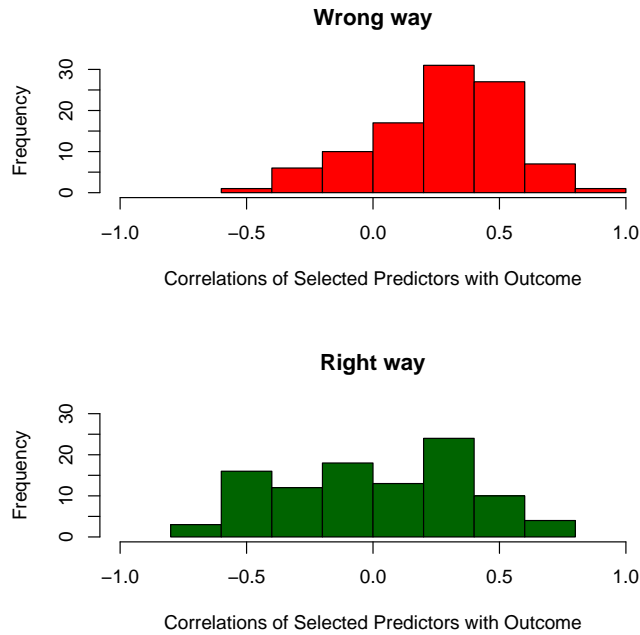 Wrong way
Frequency
30
10
20
0
−1.0 −0.5 0.0 0.5 1.0
Correlations of Selected Predictors with Outcome
Right way
Frequency
30
20
10
0
−1.0 −0.5 0.0 0.5 1.0
Correlations of Selected Predictors with Outcome